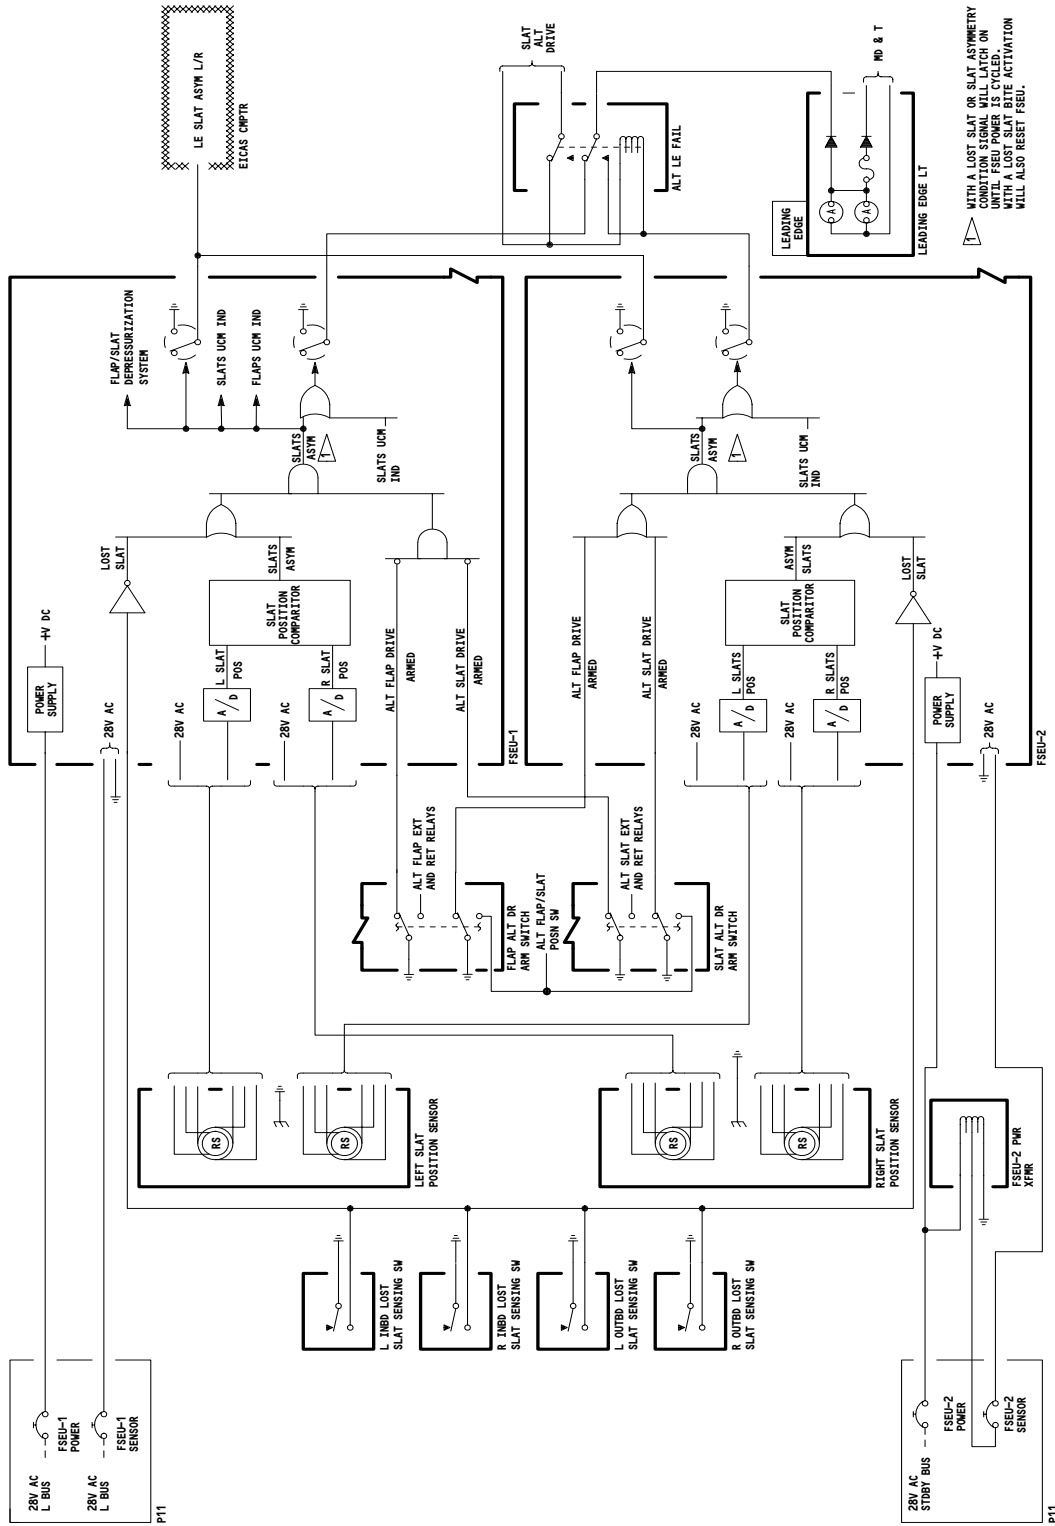 28V AC
L BUS
FSEU-1
POWER
28V AC
L BUS
FSEU-1
SENSOR
P11
POWER
SUPPLY
+V DC
28V AC
LOST
SLAT
28V AC
A/D
L SLAT
POS
28V AC
A/D
R SLAT
POS
SLAT
POSITION
COMPARITOR
SLATS
ASYM
ALT FLAP DRIVE
ARMED
ALT SLAT DRIVE
ARMED
FLAP/SLAT
DEPRESSURIZATION
SYSTEM
SLATS UCM IND
FLAPS UCM IND
SLATS
ASYM
1
SLATS UCM
IND
FSEU-1
LE SLAT ASYM L/R
EICAS CMPTR
RS
RS
LEFT SLAT
POSITION SENSOR
L INBD LOST
SLAT SENSING SW
R INBD LOST
SLAT SENSING SW
L OUTBD LOST
SLAT SENSING SW
R OUTBD LOST
SLAT SENSING SW
ALT FLAP EXT
AND RET RELAYS
FLAP ALT DR
ARM SWITCH
ALT FLAP/SLAT
POSN SW
ALT SLAT EXT
AND RET RELAYS
SLAT ALT DR
ARM SWITCH
RS
RS
RIGHT SLAT
POSITION SENSOR
ALT FLAP DRIVE
ARMED
ALT SLAT DRIVE
ARMED
28V AC
A/D
L SLATS
POS
28V AC
A/D
R SLATS
POS
SLAT
POSITION
COMPARITOR
ASYM
SLATS
LOST
SLAT
SLATS
ASYM
1
SLATS UCM
IND
POWER
SUPPLY
+V DC
28V AC
FSEU-2
SLAT
ALT
DRIVE
ALT LE FAIL
MD & T
LEADING
EDGE
A
A
LEADING EDGE LT
1
WITH A LOST SLAT OR SLAT ASYMMETRY
CONDITION SIGNAL WILL LATCH ON
UNTIL FSEU POWER IS CYCLED.
WITH A LOST SLAT BITE ACTIVATION
WILL ALSO RESET FSEU.
FSEU-2 PWR
XFMR
28V AC
STDBY BUS
FSEU-2
POWER
FSEU-2
SENSOR
P11